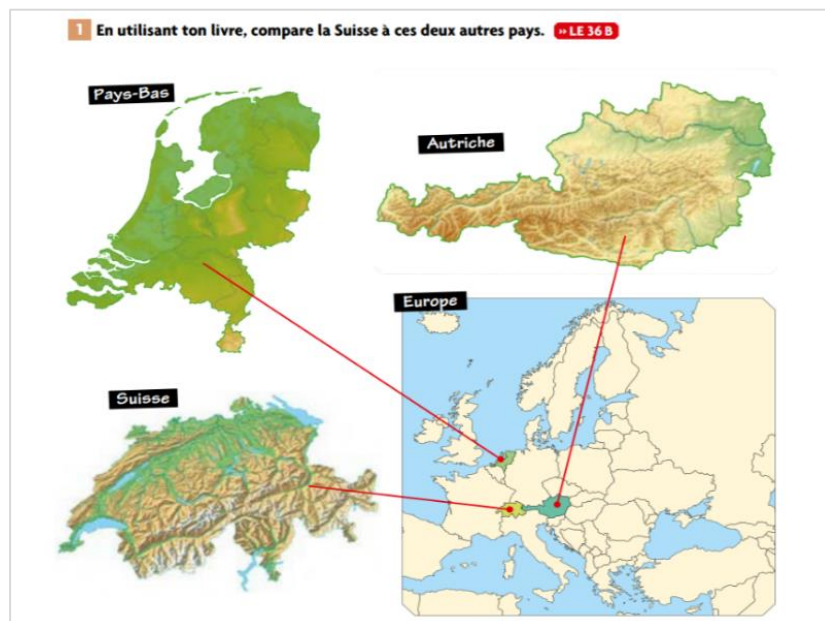 1 En utilisant ton livre, compare la Suisse à ces deux autres pays. » LE 36 B
Pays-Bas
Autriche
Europe
Suisse